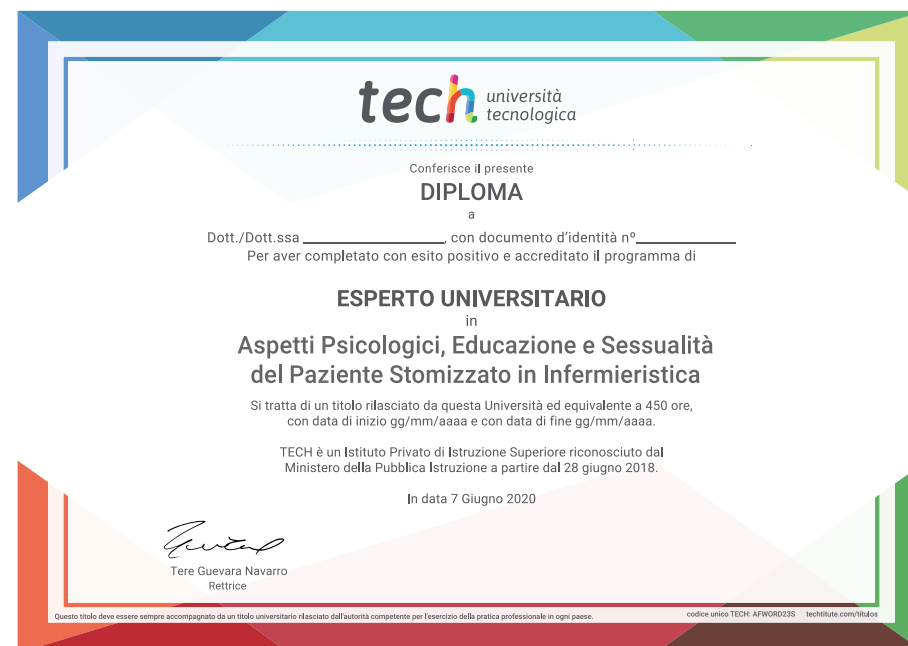 tech università
tecnologica
Conferisce il presente
DIPLOMA
a
Dott./Dott.ssa ____________________, con documento d'identità nº______________
Per aver completato con esito positivo e accreditato il programma di
ESPERTO UNIVERSITARIO
in
Aspetti Psicologici, Educazione e Sessualità
del Paziente Stomizzato in Infermieristica
Si tratta di un titolo rilasciato da questa Università ed equivalente a 450 ore,
con data di inizio gg/mm/aaaa e con data di fine gg/mm/aaaa.
TECH è un Istituto Privato di Istruzione Superiore riconosciuto dal
Ministero della Pubblica Istruzione a partire dal 28 giugno 2018.
In data 7 Giugno 2020
Tere Guevara Navarro
Rettrice
Questo titolo deve essere sempre accompagnato da un titolo universitario rilasciato dall'autorità competente per l'esercizio della pratica professionale in ogni paese.
codice unico TECH: AFWORD23S techtitute.com/titulos